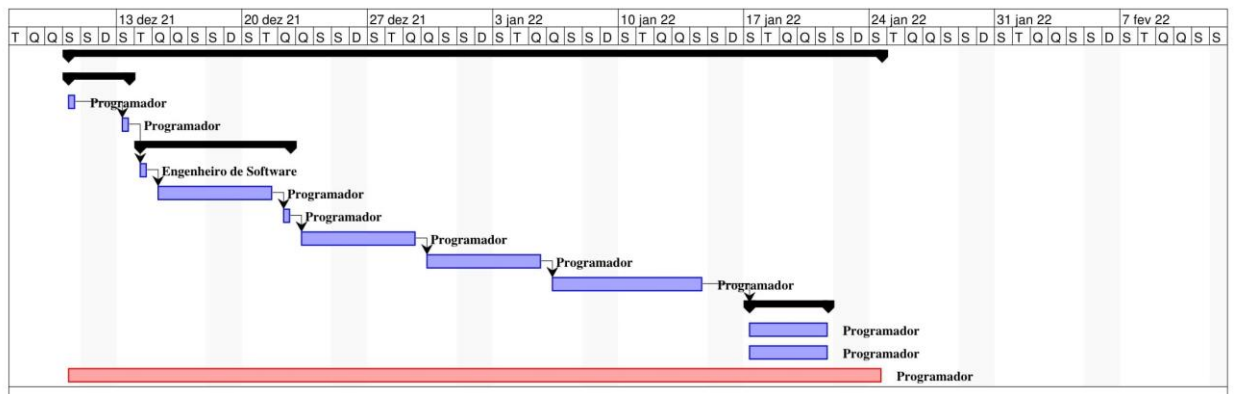 13 dez 21 20 dez 21 27 dez 21 3 jan 22 10 jan 22 17 jan 22 24 jan 22 31 jan 22 7 fev 22
T Q Q S S D S T Q Q S S D S T Q Q S S D S T Q Q S S D S T Q Q S S D S T Q Q S S D S T Q Q S S D S T Q Q S S D S T Q Q S S D S T Q Q S S
Programador
Programador
Engenheiro de Software
Programador
Programador
Programador
Programador
Programador
Programador
Programador
Programador